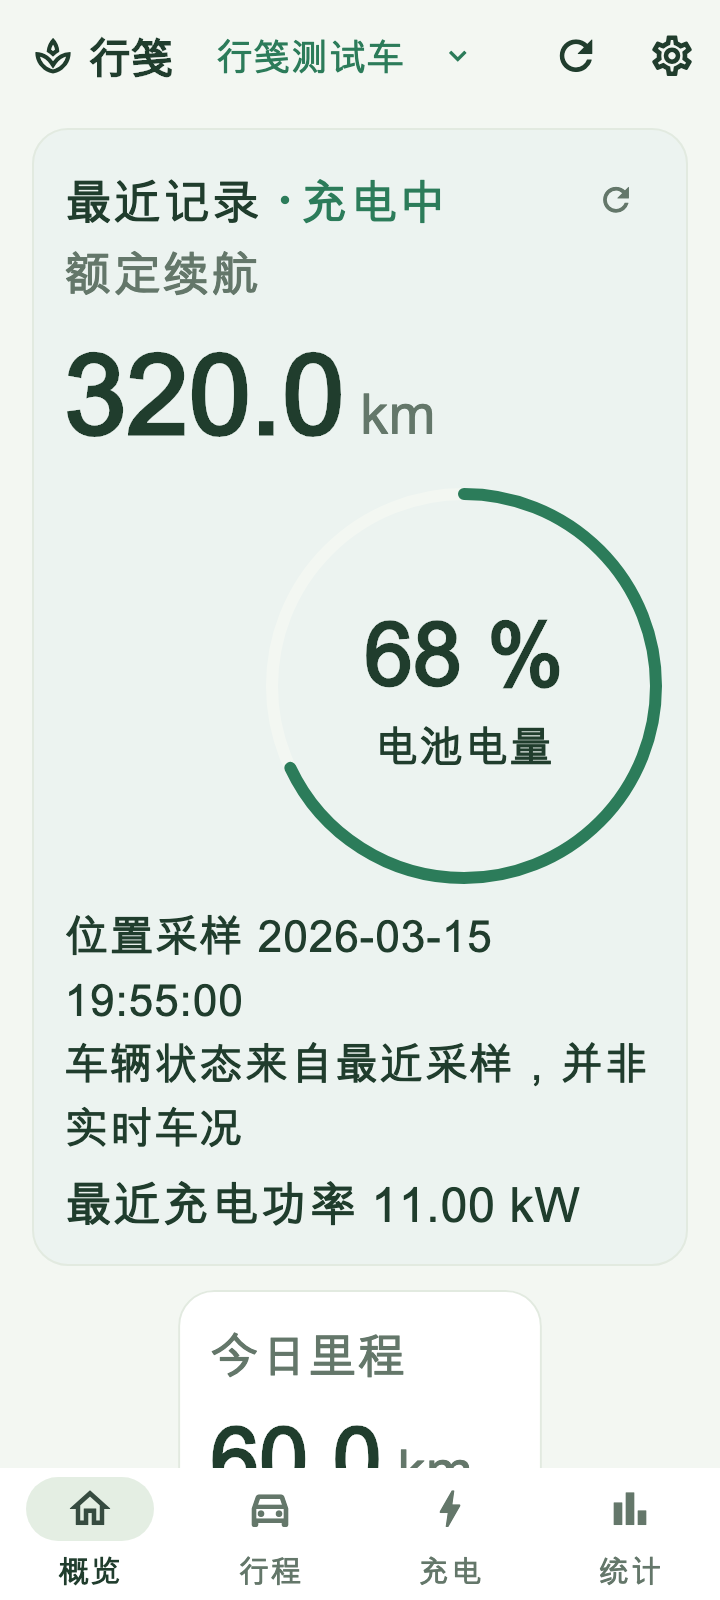 行笺 行笺测试车
最近记录 · 充电中
额定续航
320.0 km
68 %
电池电量
位置采样 2026-03-15
19:55:00
车辆状态来自最近采样，并非
实时车况
最近充电功率 11.00 kW
今日里程
60.0 km
概览 行程 充电 统计